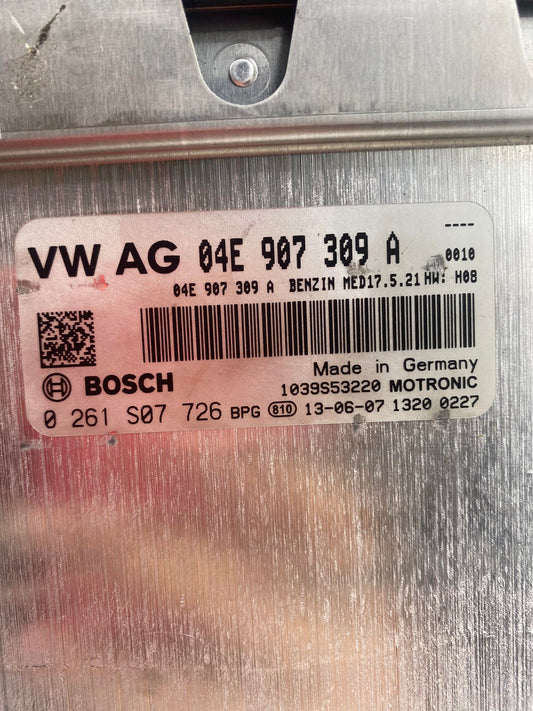 ----
VW AG 04E 907 309 A 0010
04E 907 309 A BENZIN MED17.5.21 HW: H08
Made in Germany
BOSCH 1039S53220 MOTRONIC
0 261 S07 726 BPG 810 13-06-07 1320 0227